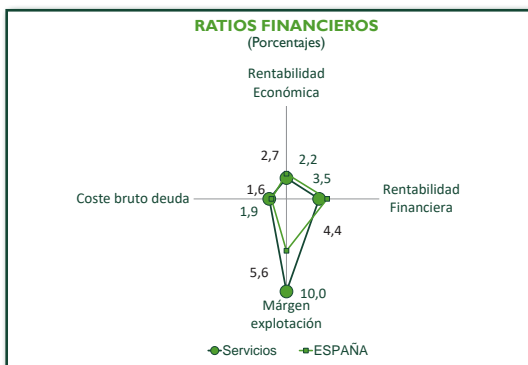 RATIOS FINANCIEROS
(Porcentajes)
Rentabilidad
Económica
2,7
2,2
1,6
3,5
Coste bruto deuda
Rentabilidad
Financiera
1,9
4,4
5,6
10,0
Márgen
explotación
Servicios
ESPAÑA